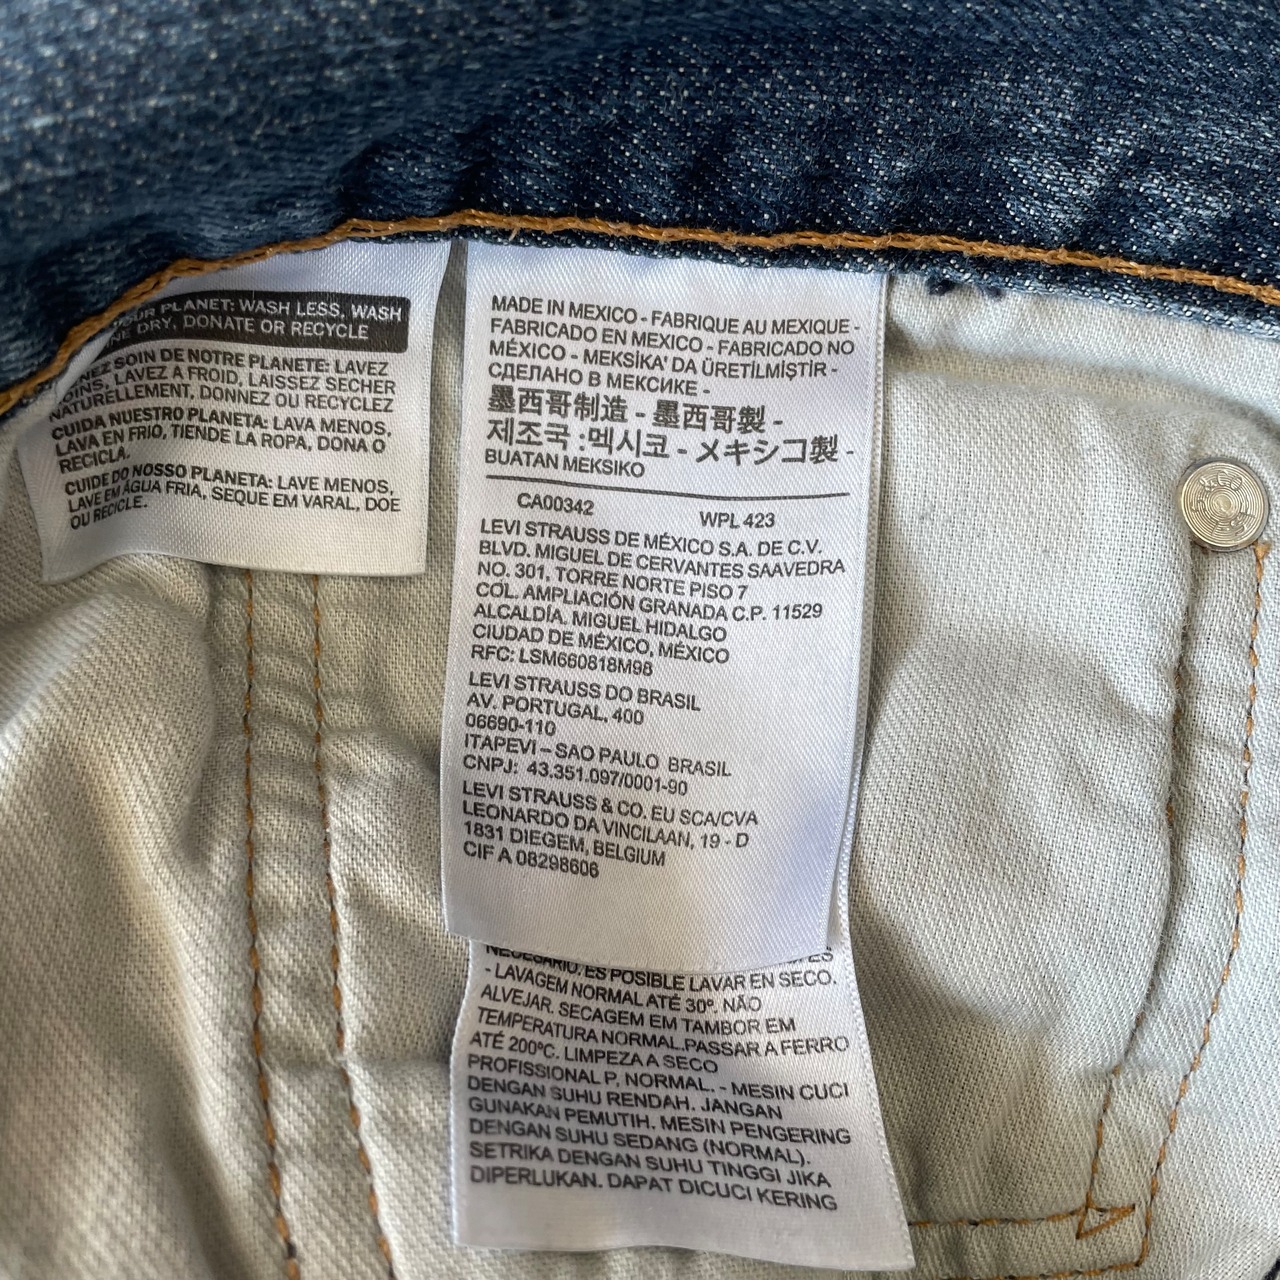 UR PLANET: WASH LESS, WASH
NE DRY, DONATE OR RECYCLE
NEZ SOIN DE NOTRE PLANETE: LAVEZ
OINS, LAVEZ A FROID, LAISSEZ SECHER
NATURELLEMENT, DONNEZ OU RECYCLEZ
CUIDA NUESTRO PLANETA: LAVA MENOS,
LAVA EN FRIO, TIENDE LA ROPA, DONA O
RECICLA.
CUIDE DO NOSSO PLANETA: LAVE MENOS,
LAVE EM ÁGUA FRIA, SEQUE EM VARAL, DOE
OU RECICLE.
MADE IN MEXICO - FABRIQUE AU MEXIQUE -
FABRICADO EN MEXICO - FABRICADO NO
MÉXICO - MEKSİKA' DA ÜRETİLMİŞTİR -
СДЕЛАНО В МЕКСИКЕ -
墨西哥制造 - 墨西哥製 -
제조국 :멕시코 - メキシコ製 -
BUATAN MEKSIKO
CA00342 WPL 423
LEVI STRAUSS DE MÉXICO S.A. DE C.V.
BLVD. MIGUEL DE CERVANTES SAAVEDRA
NO. 301, TORRE NORTE PISO 7
COL. AMPLIACIÓN GRANADA C.P. 11529
ALCALDÍA. MIGUEL HIDALGO
CIUDAD DE MÉXICO, MÉXICO
RFC: LSM660818M98
LEVI STRAUSS DO BRASIL
AV. PORTUGAL, 400
06690-110
ITAPEVI – SAO PAULO BRASIL
CNPJ: 43.351.097/0001-90
LEVI STRAUSS & CO. EU SCA/CVA
LEONARDO DA VINCILAAN, 19 - D
1831 DIEGEM, BELGIUM
CIF A 08298606
NECESARIO. ES POSIBLE LAVAR EN SECO.
- LAVAGEM NORMAL ATÉ 30º. NÃO
ALVEJAR. SECAGEM EM TAMBOR EM
TEMPERATURA NORMAL.PASSAR A FERRO
ATÉ 200ºC. LIMPEZA A SECO
PROFISSIONAL P, NORMAL. - MESIN CUCI
DENGAN SUHU RENDAH. JANGAN
GUNAKAN PEMUTIH. MESIN PENGERING
DENGAN SUHU SEDANG (NORMAL).
SETRIKA DENGAN SUHU TINGGI JIKA
DIPERLUKAN. DAPAT DICUCI KERING